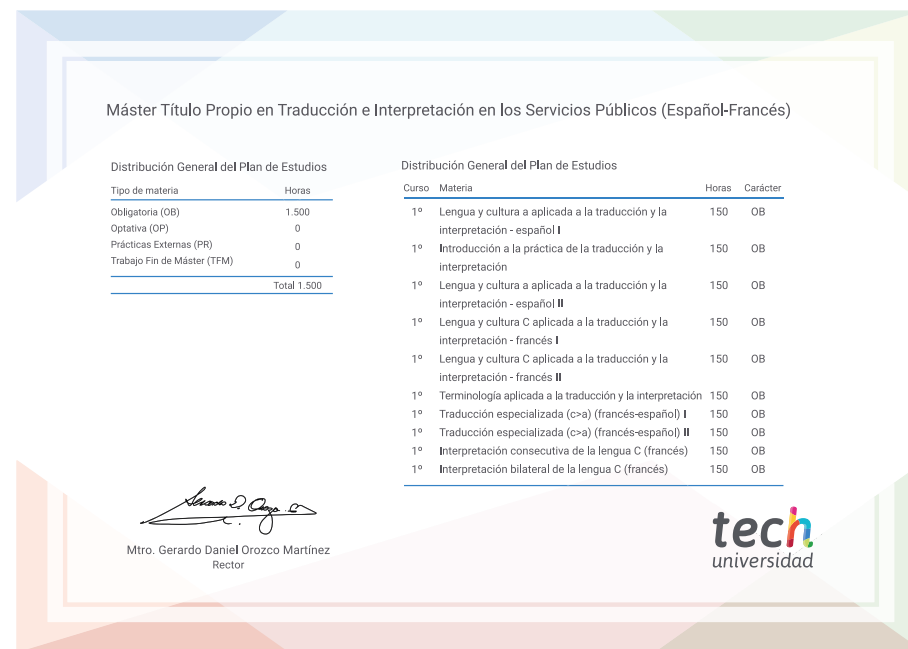 Máster Título Propio en Traducción e Interpretación en los Servicios Públicos (Español-Francés)
Distribución General del Plan de Estudios
Tipo de materia Horas
Obligatoria (OB) 1.500
Optativa (OP) 0
Prácticas Externas (PR) 0
Trabajo Fin de Máster (TFM) 0
Total 1.500
Distribución General del Plan de Estudios
Curso Materia Horas Carácter
1º Lengua y cultura a aplicada a la traducción y la 150 OB
interpretación - español I
1º Introducción a la práctica de la traducción y la 150 OB
interpretación
1º Lengua y cultura a aplicada a la traducción y la 150 OB
interpretación - español II
1º Lengua y cultura C aplicada a la traducción y la 150 OB
interpretación - francés I
1º Lengua y cultura C aplicada a la traducción y la 150 OB
interpretación - francés II
1º Terminología aplicada a la traducción y la interpretación 150 OB
1º Traducción especializada (c>a) (francés-español) I 150 OB
1º Traducción especializada (c>a) (francés-español) II 150 OB
1º Interpretación consecutiva de la lengua C (francés) 150 OB
1º Interpretación bilateral de la lengua C (francés) 150 OB
Mtro. Gerardo Daniel Orozco Martínez
Rector
tech
universidad